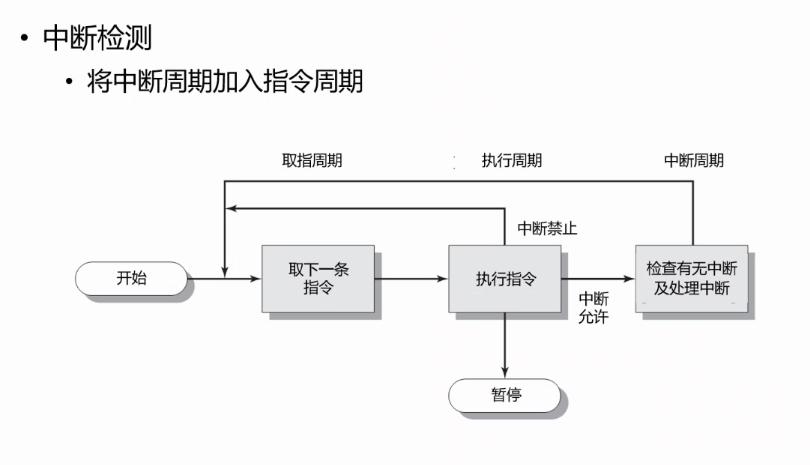 • 中断检测
• 将中断周期加入指令周期
取指周期
执行周期
中断周期
中断禁止
开始
取下一条
指令
执行指令
中断
允许
检查有无中断
及处理中断
暂停